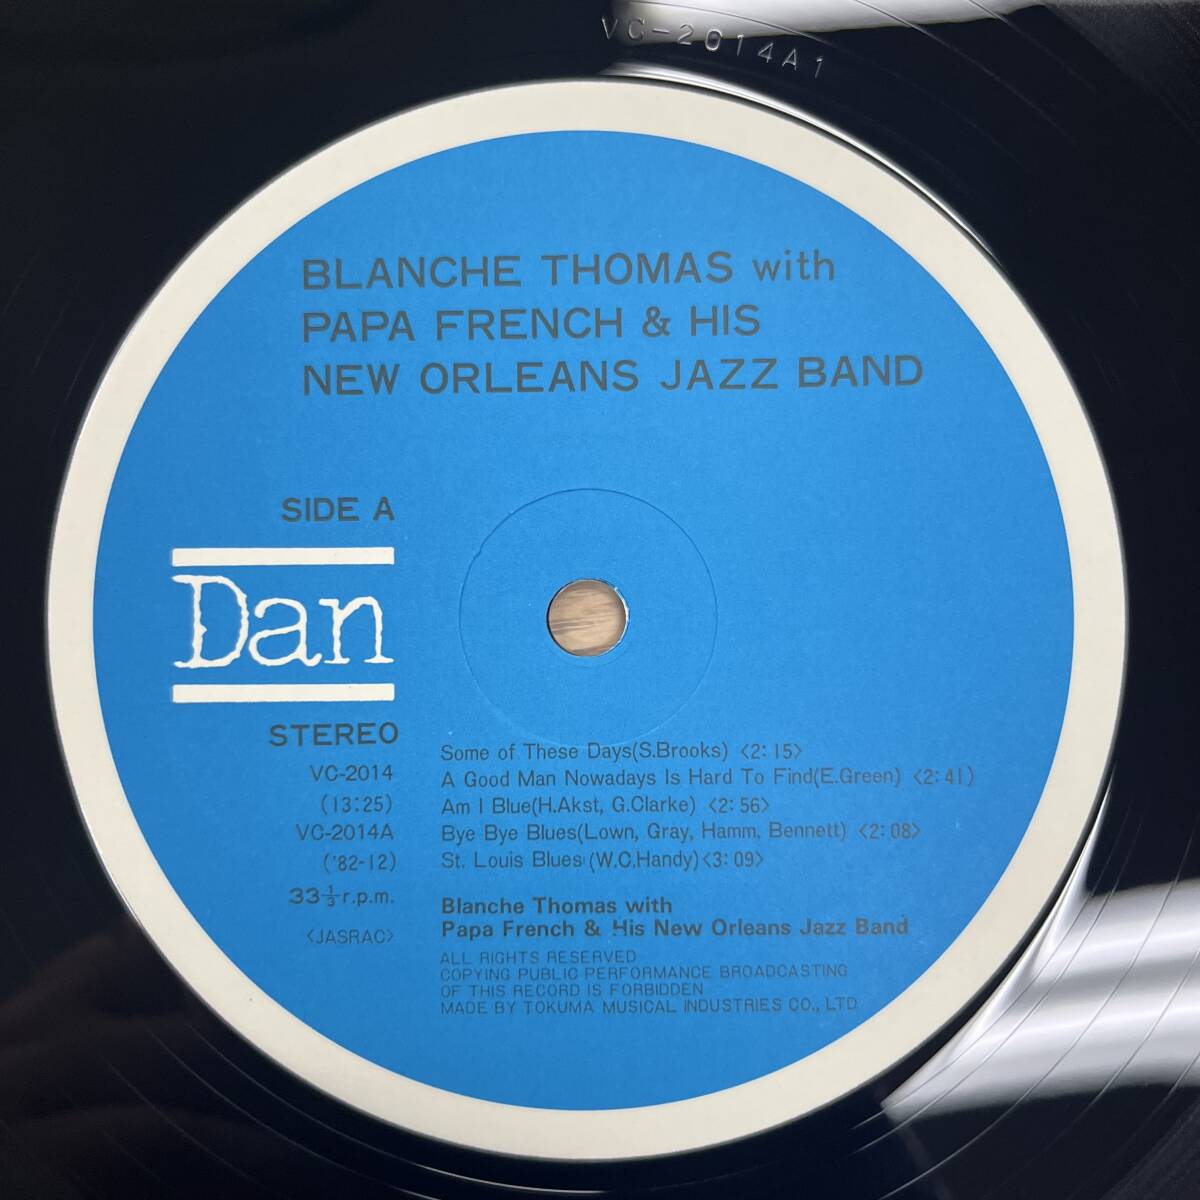 VC-2014A1
BLANCHE THOMAS with
PAPA FRENCH & HIS
NEW ORLEANS JAZZ BAND
SIDE A
Dan
STEREO
VC-2014
(13:25)
VC-2014A
('82-12)
33⅓r.p.m.
<JASRAC>
Some of These Days(S.Brooks) <2:15>
A Good Man Nowadays Is Hard To Find(E.Green) <2:41>
Am I Blue(H.Akst, G.Clarke) <2:56>
Bye Bye Blues(Lown, Gray, Hamm, Bennett) <2:08>
St. Louis Blues (W.C.Handy)<3:09>
Blanche Thomas with
Papa French & His New Orleans Jazz Band
ALL RIGHTS RESERVED
COPYING PUBLIC PERFORMANCE BROADCASTING
OF THIS RECORD IS FORBIDDEN
MADE BY TOKUMA MUSICAL INDUSTRIES CO., LTD